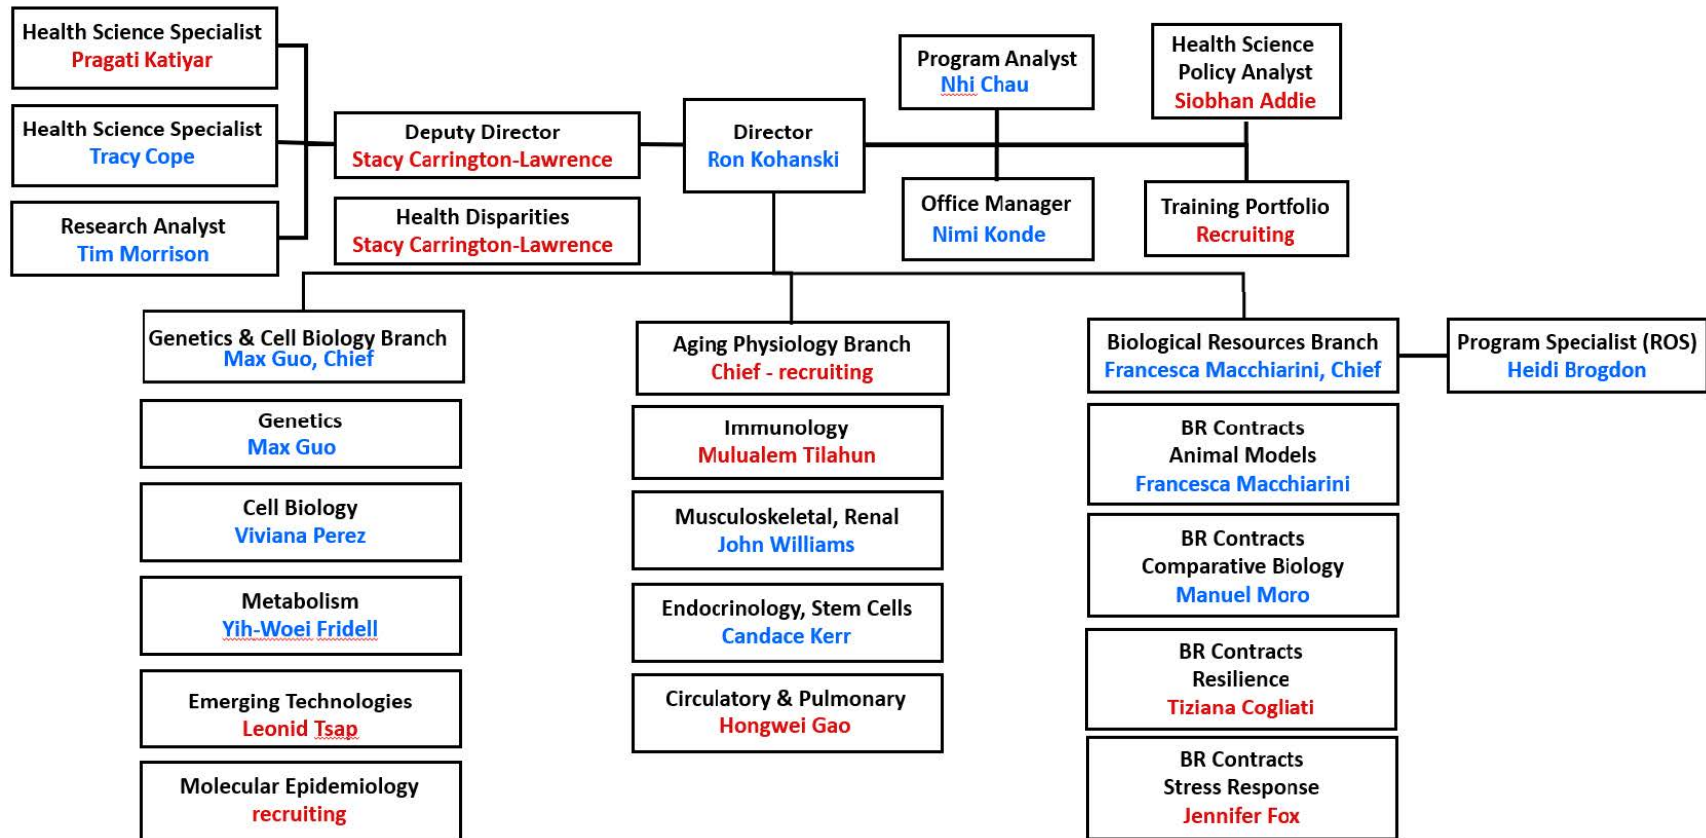 Health Science Specialist
Pragati Katiyar
Health Science Specialist
Tracy Cope
Research Analyst
Tim Morrison
Deputy Director
Stacy Carrington-Lawrence
Health Disparities
Stacy Carrington-Lawrence
Director
Ron Kohanski
Program Analyst
Nhi Chau
Office Manager
Nimi Konde
Health Science
Policy Analyst
Siobhan Addie
Training Portfolio
Recruiting
Genetics & Cell Biology Branch
Max Guo, Chief
Genetics
Max Guo
Cell Biology
Viviana Perez
Metabolism
Yih-Woei Fridell
Emerging Technologies
Leonid Tsap
Molecular Epidemiology
recruiting
Aging Physiology Branch
Chief - recruiting
Immunology
Mulualem Tilahun
Musculoskeletal, Renal
John Williams
Endocrinology, Stem Cells
Candace Kerr
Circulatory & Pulmonary
Hongwei Gao
Biological Resources Branch
Francesca Macchiarini, Chief
Program Specialist (ROS)
Heidi Brogdon
BR Contracts
Animal Models
Francesca Macchiarini
BR Contracts
Comparative Biology
Manuel Moro
BR Contracts
Resilience
Tiziana Cogliati
BR Contracts
Stress Response
Jennifer Fox